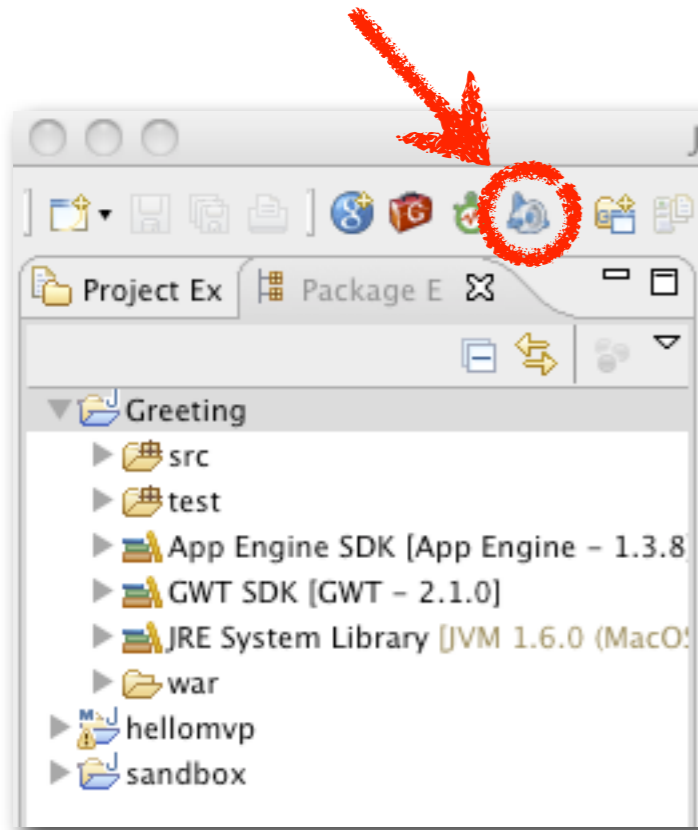 Project Ex Package E
Greeting
src
test
App Engine SDK [App Engine – 1.3.8]
GWT SDK [GWT – 2.1.0]
JRE System Library [JVM 1.6.0 (MacOS
war
hellomvp
sandbox